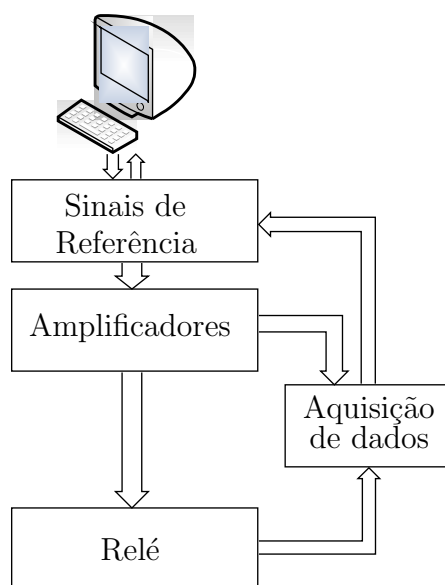 Sinais de
Referência
Amplificadores
Aquisição
de dados
Relé